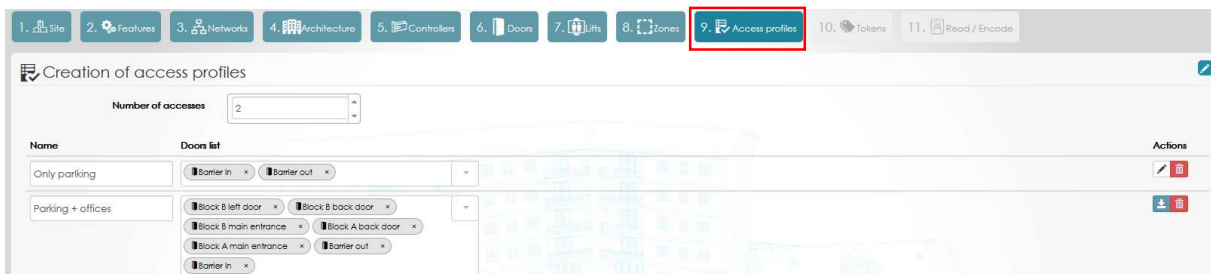 1. Site 2. Features 3. Networks 4. Architecture 5. Controllers 6. Doors 7. Lifts 8. Zones 9. Access profiles 10. Tokens 11. Read / Encode
Creation of access profiles
Number of accesses 2
Name Doors list Actions
Only parlking Barrier in × Barrier out ×
Parking + offices Block B left door × Block B back door ×
Block B main entrance × Block A back door ×
Block A main entrance × Barrier out ×
Barrier in ×